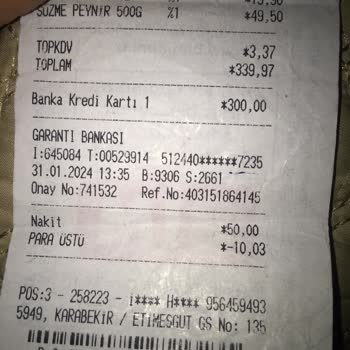 SÜZME PEYNİR 500G %1 *49,50
TOPKDV *3,37
TOPLAM *339,97
Banka Kredi Kartı 1 *300,00
GARANTI BANKASI
I:645084 T:00529914 512440******7235
31.01.2024 13:35 B:9306 S:2661
Onay No:741532 Ref.No:403151864145
Nakit *50,00
PARA ÜSTÜ *-10,03
POS:3 - 258223 - i**** H**** 956459493
5949, KARABEKİR / ETİMESGUT GS No: 135